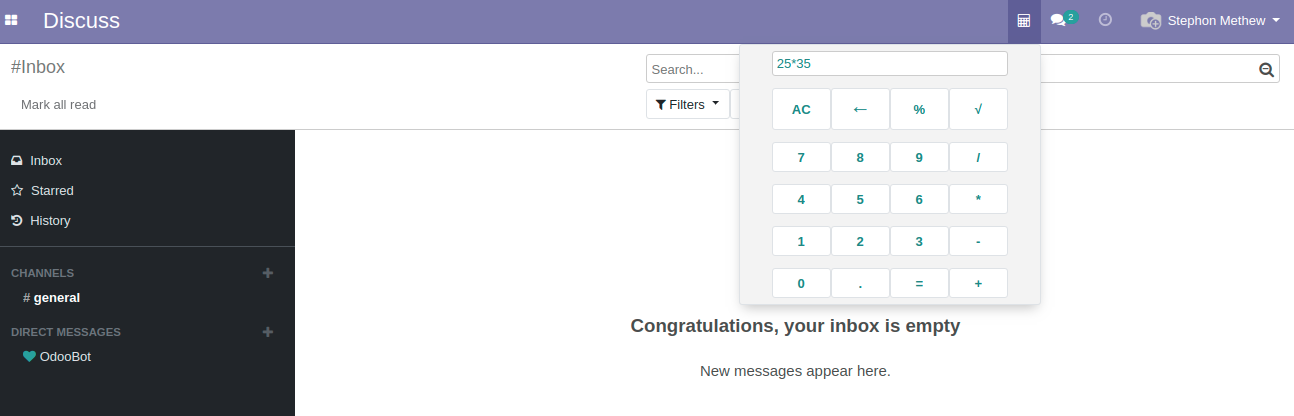 Discuss
2
Stephon Methew
#Inbox
Search...
Mark all read
Filters
25*35
AC ← % √
7 8 9 /
4 5 6 *
1 2 3 -
0 . = +
Inbox
Starred
History
CHANNELS +
# general
DIRECT MESSAGES +
OdooBot
Congratulations, your inbox is empty
New messages appear here.